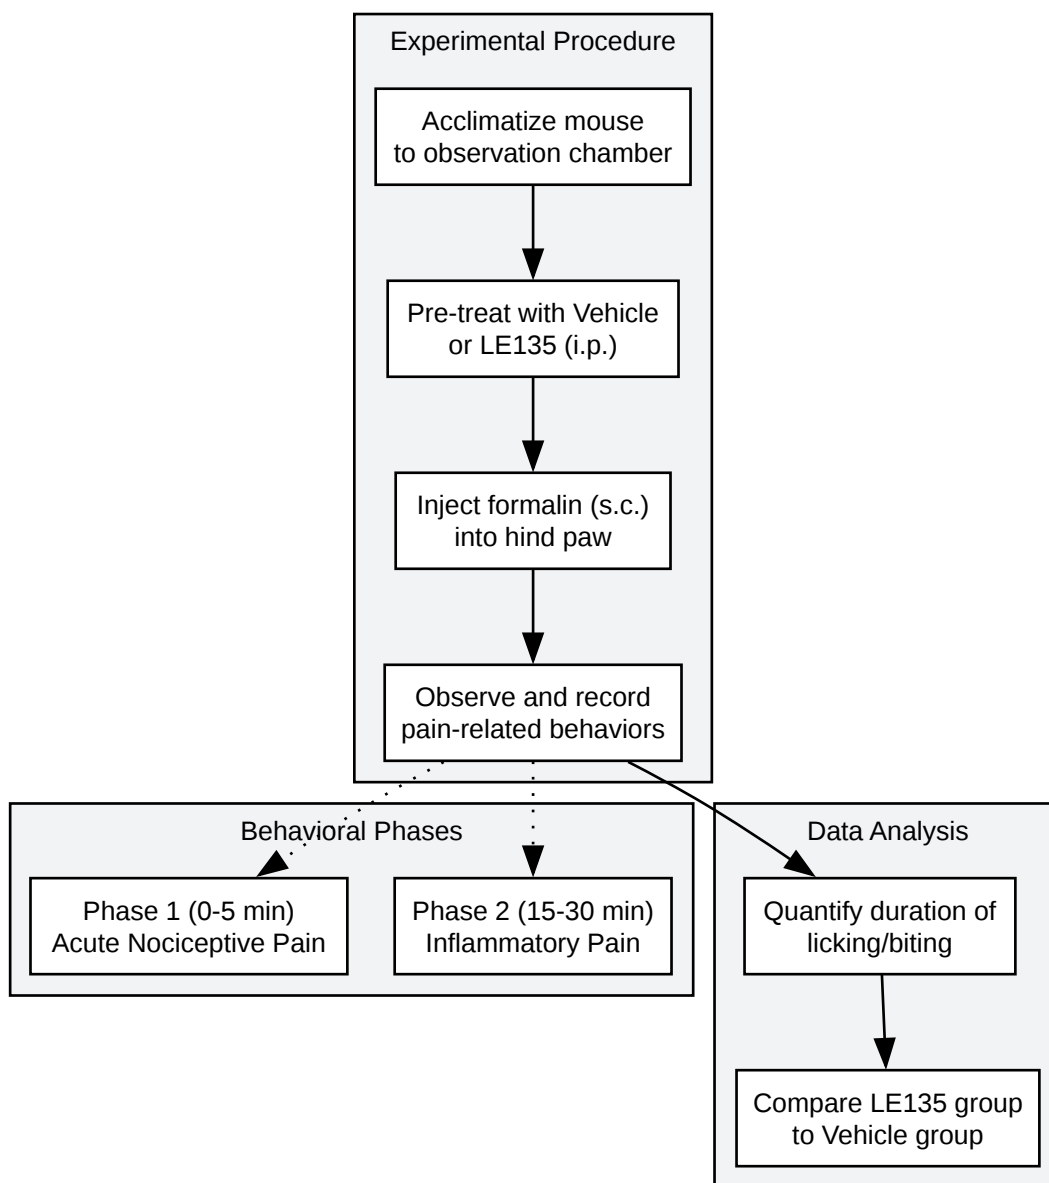 Experimental Procedure
Acclimatize mouse
to observation chamber
Pre-treat with Vehicle
or LE135 (i.p.)
Inject formalin (s.c.)
into hind paw
Observe and record
pain-related behaviors
Behavioral Phases
Phase 1 (0-5 min)
Acute Nociceptive Pain
Phase 2 (15-30 min)
Inflammatory Pain
Data Analysis
Quantify duration of
licking/biting
Compare LE135 group
to Vehicle group